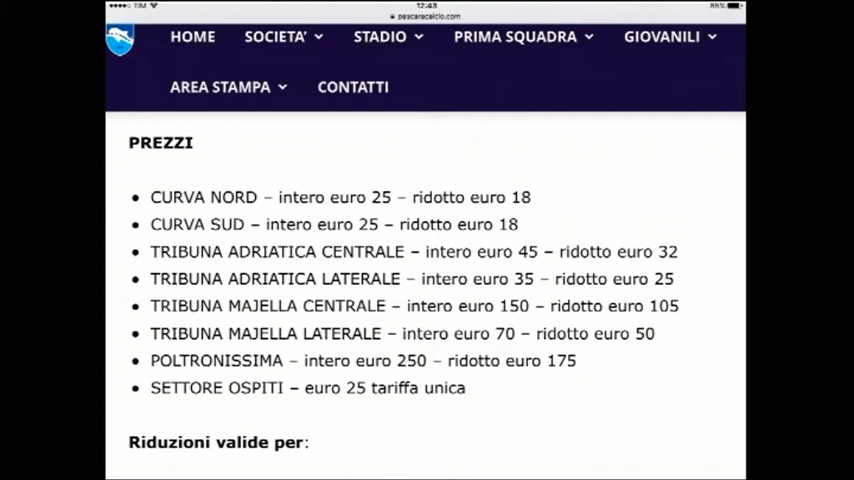 TIM 12:43 86%
pescaracalcio.com
HOME SOCIETA’ STADIO PRIMA SQUADRA GIOVANILI
AREA STAMPA CONTATTI
PREZZI
• CURVA NORD – intero euro 25 – ridotto euro 18
• CURVA SUD – intero euro 25 – ridotto euro 18
• TRIBUNA ADRIATICA CENTRALE – intero euro 45 – ridotto euro 32
• TRIBUNA ADRIATICA LATERALE – intero euro 35 – ridotto euro 25
• TRIBUNA MAJELLA CENTRALE – intero euro 150 – ridotto euro 105
• TRIBUNA MAJELLA LATERALE – intero euro 70 – ridotto euro 50
• POLTRONISSIMA – intero euro 250 – ridotto euro 175
• SETTORE OSPITI – euro 25 tariffa unica
Riduzioni valide per: